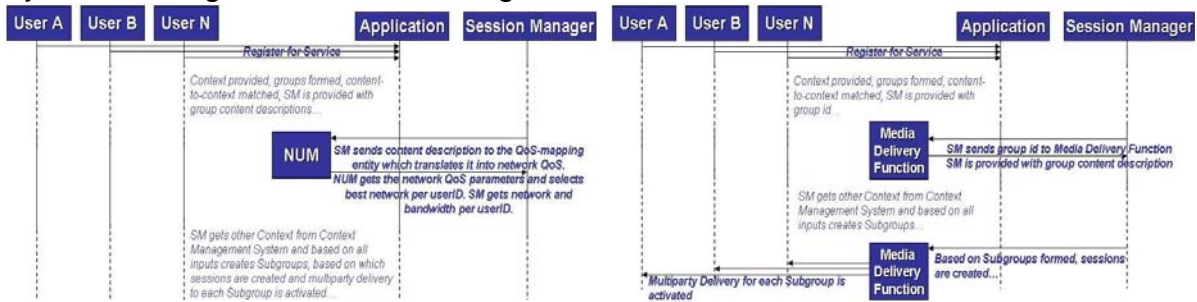 User A User B User N Application Session Manager
Register for Service
Context provided, groups formed, content-
to-context matched, SM is provided with
group content descriptions...
NUM
SM sends content description to the QoS-mapping
entity which translates it into network QoS.
NUM gets the network QoS parameters and selects
best network per userID. SM gets network and
bandwidth per userID.
SM gets other Context from Context
Management System and based on all
inputs creates Subgroups, based on which
sessions are created and multiparty delivery
to each Subgroup is activated...
User A User B User N Application Session Manager
Register for Service
Context provided, groups formed, content-
to-context matched, SM is provided with
group id...
Media
Delivery
Function
SM sends group id to Media Delivery Function
SM is provided with group content description
SM gets other Context from Context
Management System and based on all
inputs creates Subgroups...
Media
Delivery
Function
Based on Subgroups formed, sessions
are created...
Multiparty Delivery for each Subgroup is
activated